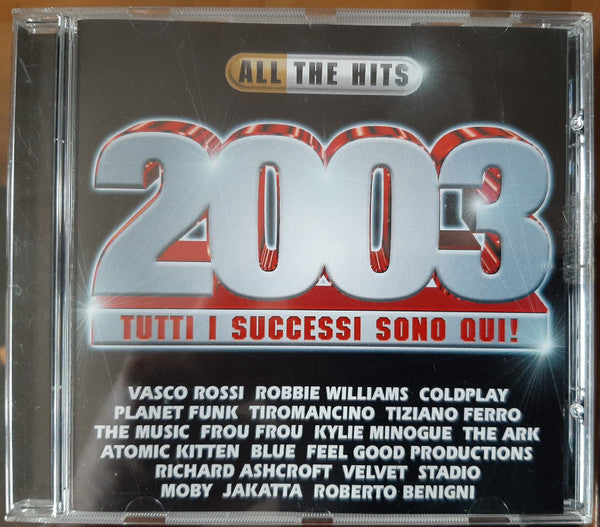 ALL THE HITS
2003
TUTTI I SUCCESSI SONO QUI!
VASCO ROSSI ROBBIE WILLIAMS COLDPLAY
PLANET FUNK TIROMANCINO TIZIANO FERRO
THE MUSIC FROU FROU KYLIE MINOGUE THE ARK
ATOMIC KITTEN BLUE FEEL GOOD PRODUCTIONS
RICHARD ASHCROFT VELVET STADIO
MOBY JAKATTA ROBERTO BENIGNI